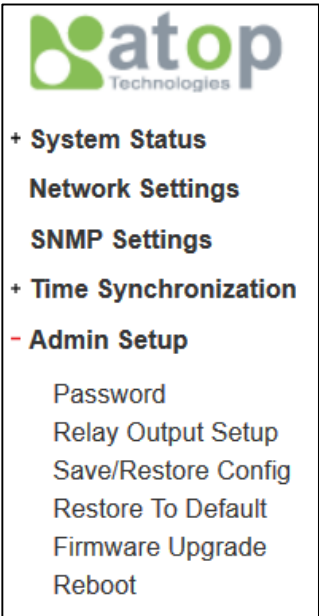 atop
Technologies
+ System Status
Network Settings
SNMP Settings
+ Time Synchronization
- Admin Setup
Password
Relay Output Setup
Save/Restore Config
Restore To Default
Firmware Upgrade
Reboot